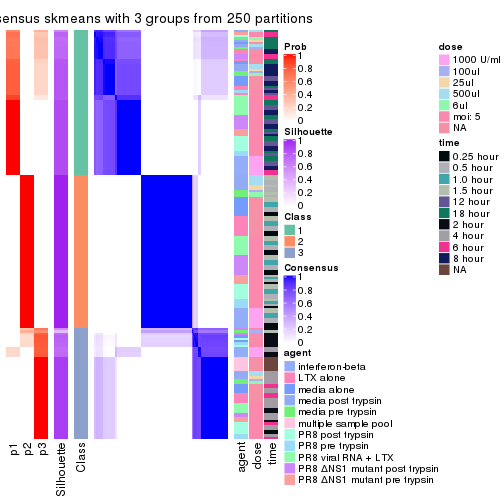 sensus skmeans with 3 groups from 250 partitions
Prob
1
0.8
0.6
0.4
0.2
0
Silhouette
1
0.8
0.6
0.4
0.2
0
Class
1
2
3
Consensus
1
0.8
0.6
0.4
0.2
0
agent
interferon-beta
LTX alone
media alone
media post trypsin
media pre trypsin
multiple sample pool
PR8 post trypsin
PR8 pre trypsin
PR8 viral RNA + LTX
PR8 ΔNS1 mutant post trypsin
PR8 ΔNS1 mutant pre trypsin
dose
1000 U/ml
100ul
25ul
500ul
6ul
moi: 5
NA
time
0.25 hour
0.5 hour
1.0 hour
1.5 hour
12 hour
18 hour
2 hour
4 hour
6 hour
8 hour
NA
p1
p2
p3
Silhouette
Class
agent
dose
time